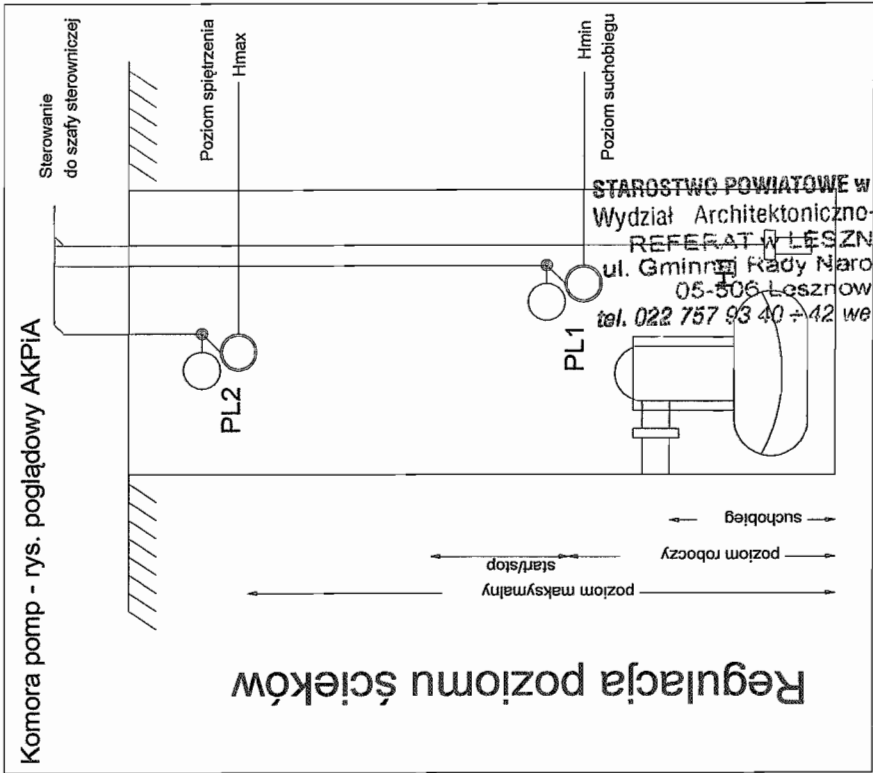 Komora pomp - rys. poglądowy AKPiA
Sterowanie
do szafy sterowniczej
Poziom spiętrzenia
Hmax
PL2
Hmin
Poziom suchobiegu
PL1
STAROSTWO POWIATOWE w
Wydział Architektoniczno-
REFERAT W LESZN
ul. Gminnej Rady Naro
05-506 Lesznow
tel. 022 757 93 40 ÷ 42 we
suchobieg
poziom roboczy
start/stop
poziom maksymalny
Regulacja poziomu ścieków